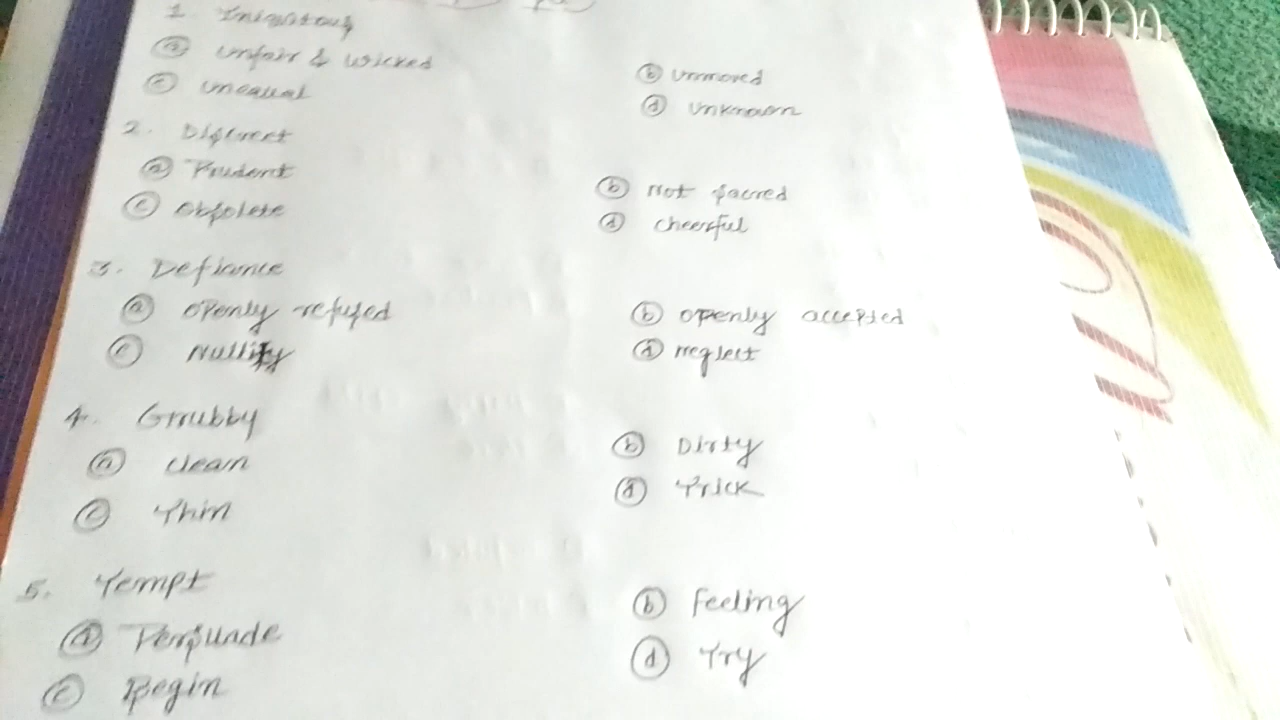 1 Iniquitous
(a) unfair & wicked (b) unmoved
(c) unequal (d) unknown
2. Discreet
(a) Prudent (b) Not sacred
(c) obsolete (d) cheerful
3. Defiance
(a) openly refused (b) openly accepted
(c) Nullify (d) neglect
4. Grubby
(a) clean (b) Dirty
(c) Thin (d) Trick
5. Tempt
(a) Persuade (b) Feeling
(c) Begin (d) Try